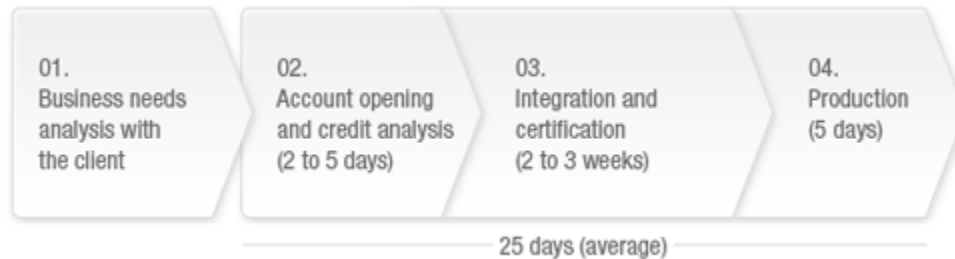 01.
Business needs
analysis with
the client
02.
Account opening
and credit analysis
(2 to 5 days)
03.
Integration and
certification
(2 to 3 weeks)
04.
Production
(5 days)
25 days (average)